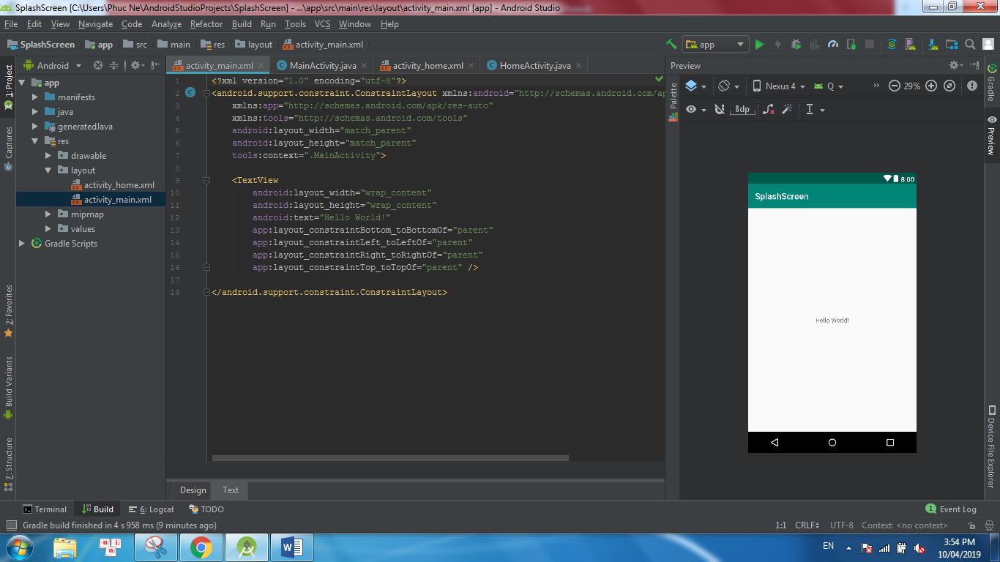 SplashScreen [C:\Users\Phuc Ne\AndroidStudioProjects\SplashScreen] - ...\app\src\main\res\layout\activity_main.xml [app] - Android Studio
File Edit View Navigate Code Analyze Refactor Build Run Tools VCS Window Help
SplashScreen app src main res layout activity_main.xml app
1: Project
Captures
2: Favorites
Build Variants
7: Structure
Android
app
manifests
java
generatedJava
res
drawable
layout
activity_home.xml
activity_main.xml
mipmap
values
Gradle Scripts
activity_main.xml MainActivity.java activity_home.xml HomeActivity.java
1 <?xml version="1.0" encoding="utf-8"?>
2 <android.support.constraint.ConstraintLayout xmlns:android="http://schemas.android.com/ap
3 xmlns:app="http://schemas.android.com/apk/res-auto"
4 xmlns:tools="http://schemas.android.com/tools"
5 android:layout_width="match_parent"
6 android:layout_height="match_parent"
7 tools:context=".MainActivity">
8
9 <TextView
10 android:layout_width="wrap_content"
11 android:layout_height="wrap_content"
12 android:text="Hello World!"
13 app:layout_constraintBottom_toBottomOf="parent"
14 app:layout_constraintLeft_toLeftOf="parent"
15 app:layout_constraintRight_toRightOf="parent"
16 app:layout_constraintTop_toTopOf="parent" />
17
18 </android.support.constraint.ConstraintLayout>
Design Text
Preview
Palette
Nexus 4 Q 29%
8dp
8:00
SplashScreen
Hello World!
Gradle
Preview
Device File Explorer
Terminal Build 6: Logcat TODO 1 Event Log
Gradle build finished in 4 s 958 ms (9 minutes ago) 1:1 CRLF UTF-8 Context: <no context>
EN 3:54 PM
10/04/2019